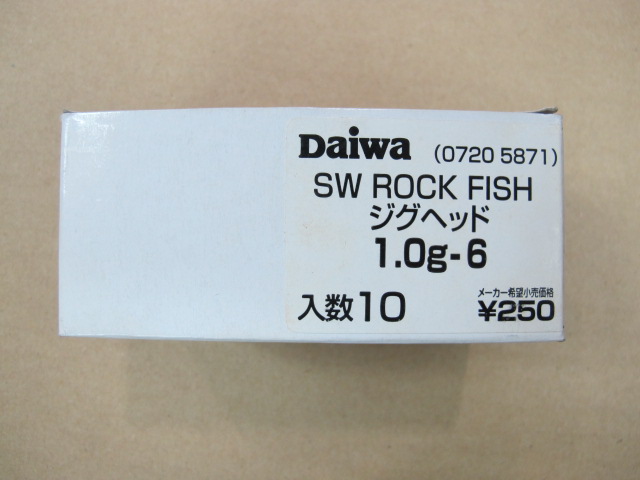 Daiwa (0720 5871)
SW ROCK FISH
ジグヘッド
1.0g-6
入数10
メーカー希望小売価格
¥250